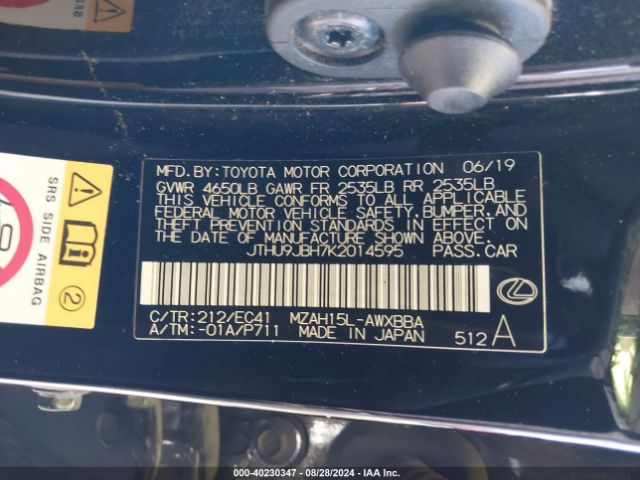 SRS SIDE AIRBAG
2
MFD.BY:TOYOTA MOTOR CORPORATION 06/19
GVWR 4650LB GAWR FR 2535LB RR 2535LB
THIS VEHICLE CONFORMS TO ALL APPLICABLE
FEDERAL MOTOR VEHICLE SAFETY,BUMPER,AND
THEFT PREVENTION STANDARDS IN EFFECT ON
THE DATE OF MANUFACTURE SHOWN ABOVE.
JTHU9JBH7K2014595 PASS.CAR
C/TR:212/EC41 MZAH15L-AWXBBA
A/TM:-01A/P711 MADE IN JAPAN 512A
000-40230347 - 08/28/2024 - IAA Inc.